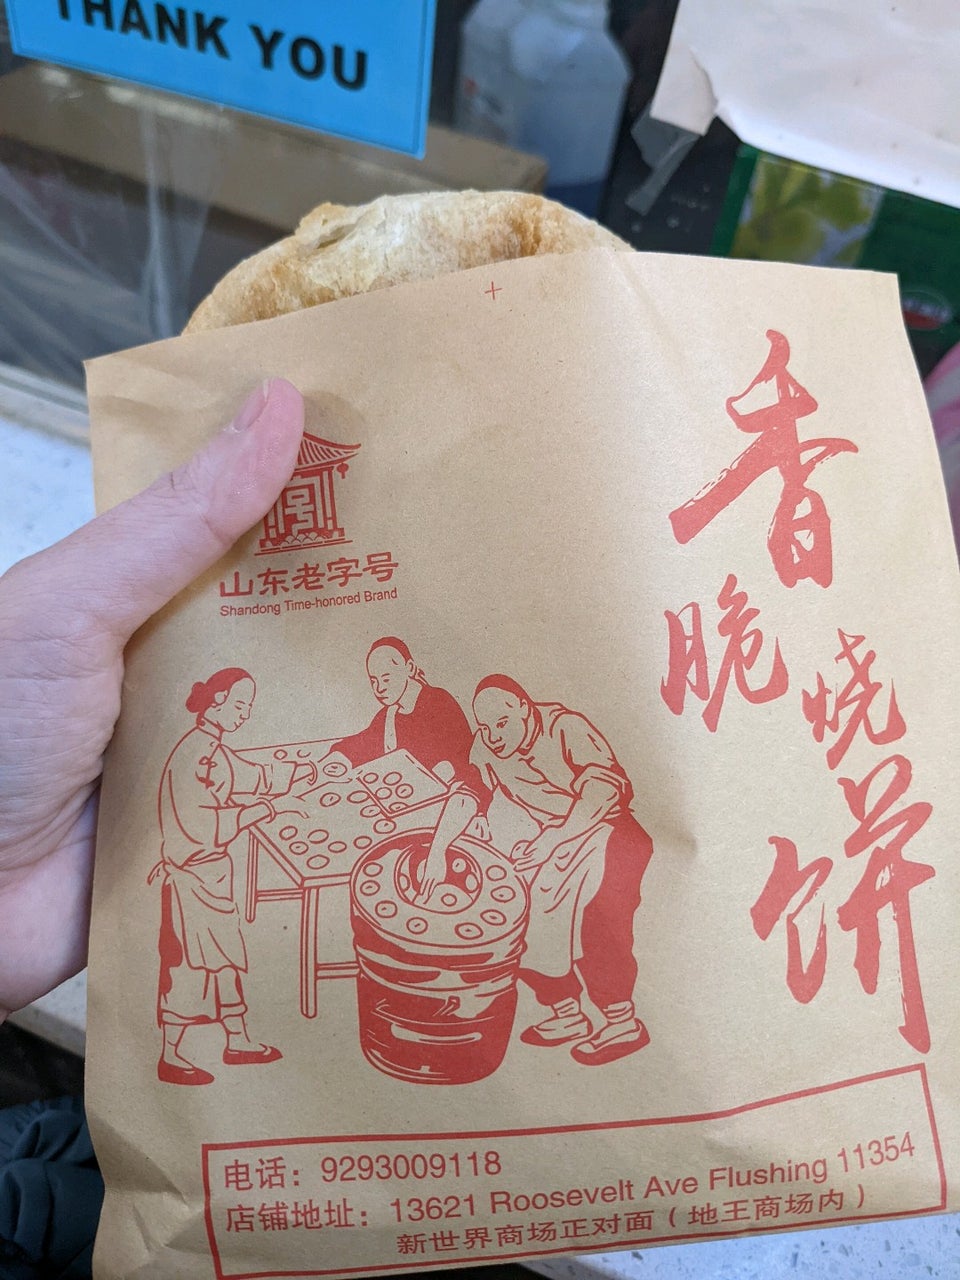 THANK YOU
香脆烧饼
山东老字号
Shandong Time-honored Brand
电话：9293009118
店铺地址：13621 Roosevelt Ave Flushing 11354
新世界商场正对面（地王商场内）